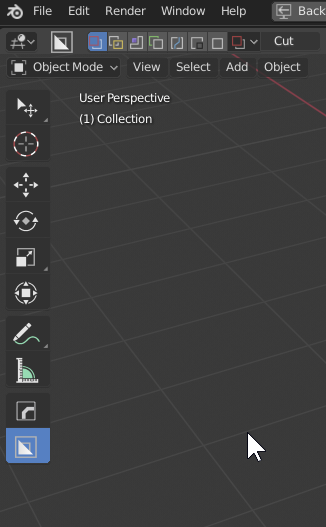 File Edit Render Window Help Back
Cut
Object Mode View Select Add Object
User Perspective
(1) Collection